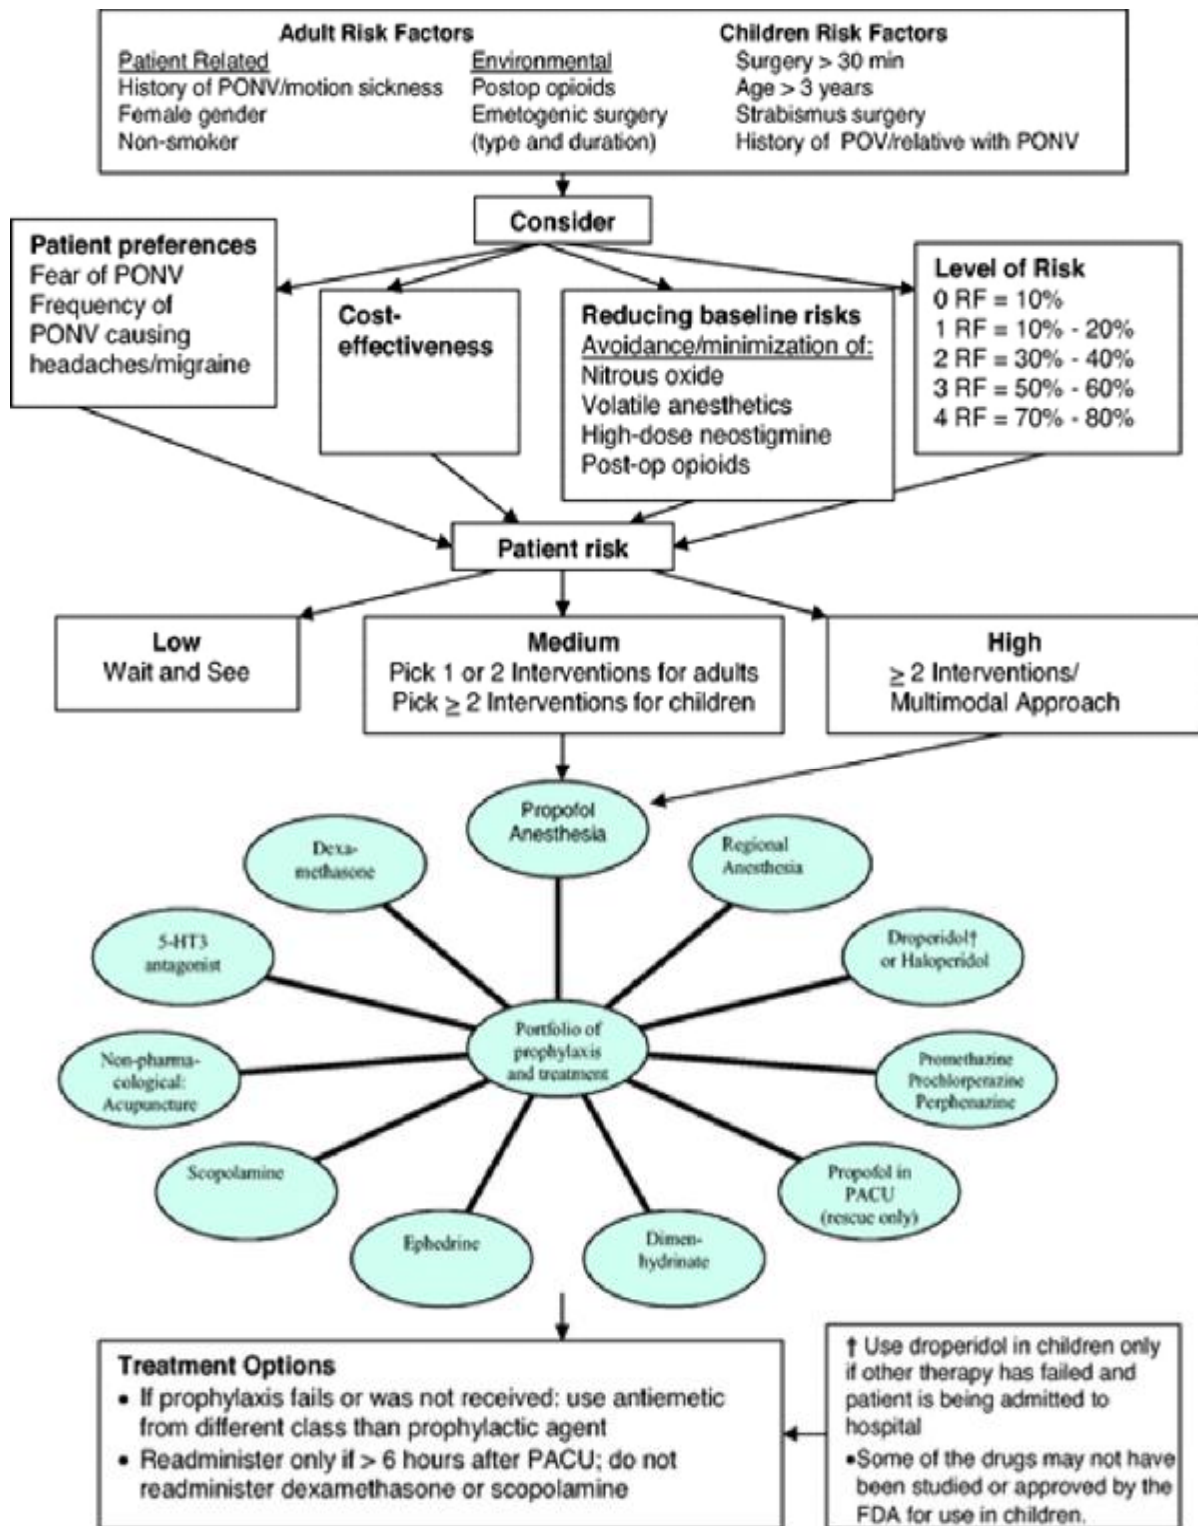 Adult Risk Factors
Patient Related
History of PONV/motion sickness
Female gender
Non-smoker
Environmental
Postop opioids
Emetogenic surgery
(type and duration)
Children Risk Factors
Surgery > 30 min
Age > 3 years
Strabismus surgery
History of POV/relative with PONV
Consider
Patient preferences
Fear of PONV
Frequency of
PONV causing
headaches/migraine
Cost-
effectiveness
Reducing baseline risks
Avoidance/minimization of:
Nitrous oxide
Volatile anesthetics
High-dose neostigmine
Post-op opioids
Level of Risk
0 RF = 10%
1 RF = 10% - 20%
2 RF = 30% - 40%
3 RF = 50% - 60%
4 RF = 70% - 80%
Patient risk
Low
Wait and See
Medium
Pick 1 or 2 Interventions for adults
Pick ≥ 2 Interventions for children
High
≥ 2 Interventions/
Multimodal Approach
Propofol
Anesthesia
Dexa-
methasone
Regional
Anesthesia
5-HT3
antagonist
Droperidol†
or Haloperidol
Portfolio of
prophylaxis
and treatment
Non-pharma-
cological:
Acupuncture
Promethazine
Prochlorperazine
Perphenazine
Scopolamine
Propofol in
PACU
(rescue only)
Ephedrine
Dimen-
hydrinate
Treatment Options
• If prophylaxis fails or was not received: use antiemetic
from different class than prophylactic agent
• Readminister only if > 6 hours after PACU; do not
readminister dexamethasone or scopolamine
† Use droperidol in children only
if other therapy has failed and
patient is being admitted to
hospital
•Some of the drugs may not have
been studied or approved by the
FDA for use in children.